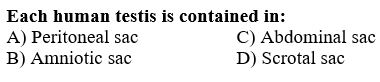 Each human testis is contained in:
A) Peritoneal sac C) Abdominal sac
B) Amniotic sac D) Scrotal sac